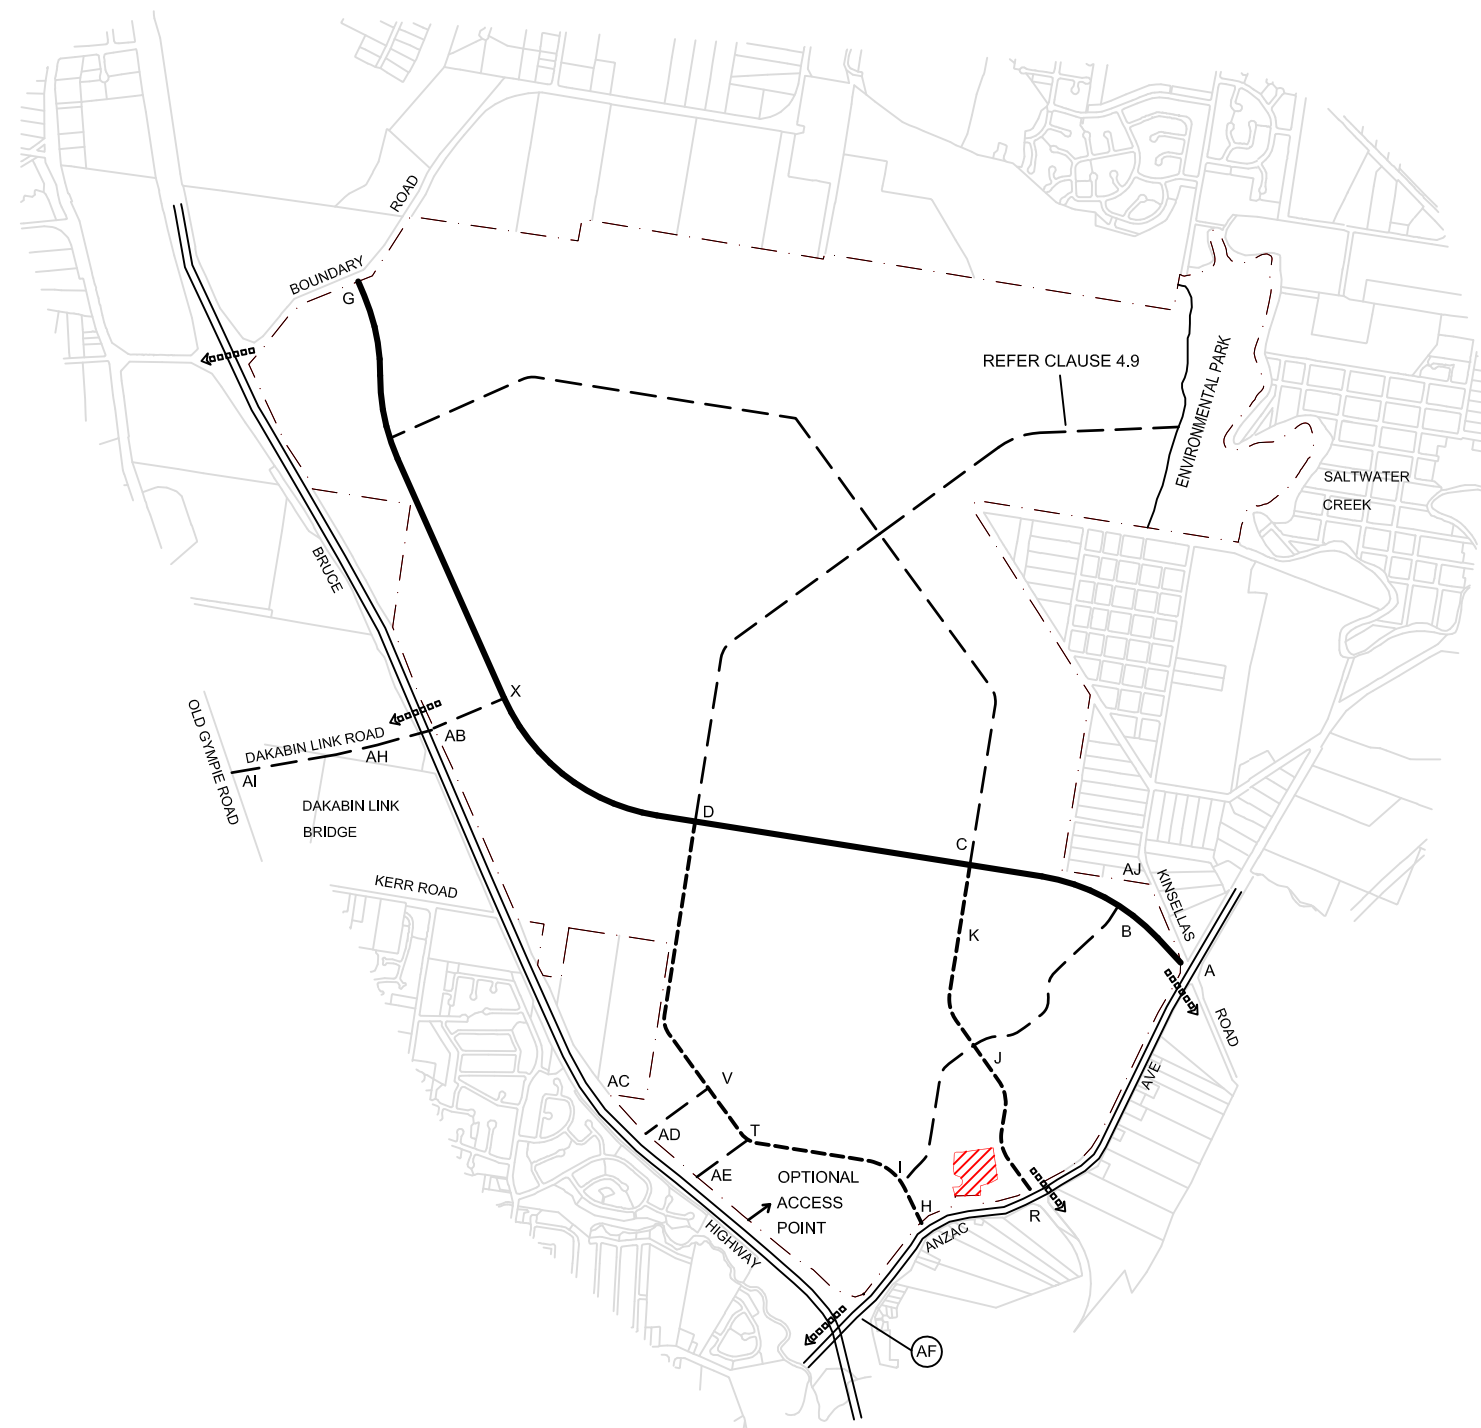 ROAD
BOUNDARY
G
REFER CLAUSE 4.9
ENVIRONMENTAL PARK
SALTWATER
CREEK
BRUCE
X
OLD GYMPIE ROAD
DAKABIN LINK ROAD
AB
AH
AI
DAKABIN LINK
BRIDGE
D
C
KERR ROAD
AJ
KINSELLAS
B
K
A
ROAD
J
AVE
AC
V
AD
T
AE
I
OPTIONAL
ACCESS
POINT
H
R
HIGHWAY
ANZAC
AF